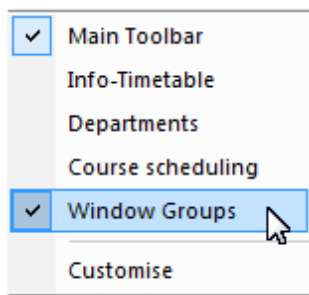 Main Toolbar
Info-Timetable
Departments
Course scheduling
Window Groups
Customise